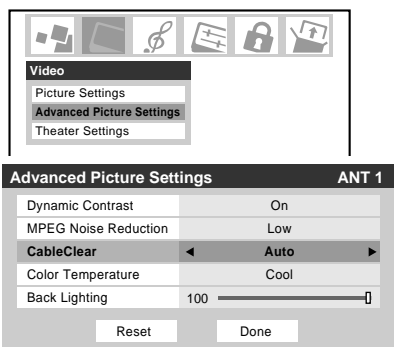 Video
Picture Settings
Advanced Picture Settings
Theater Settings
Advanced Picture Settings ANT 1
Dynamic Contrast On
MPEG Noise Reduction Low
CableClear ◀ Auto ▶
Color Temperature Cool
Back Lighting 100
Reset Done